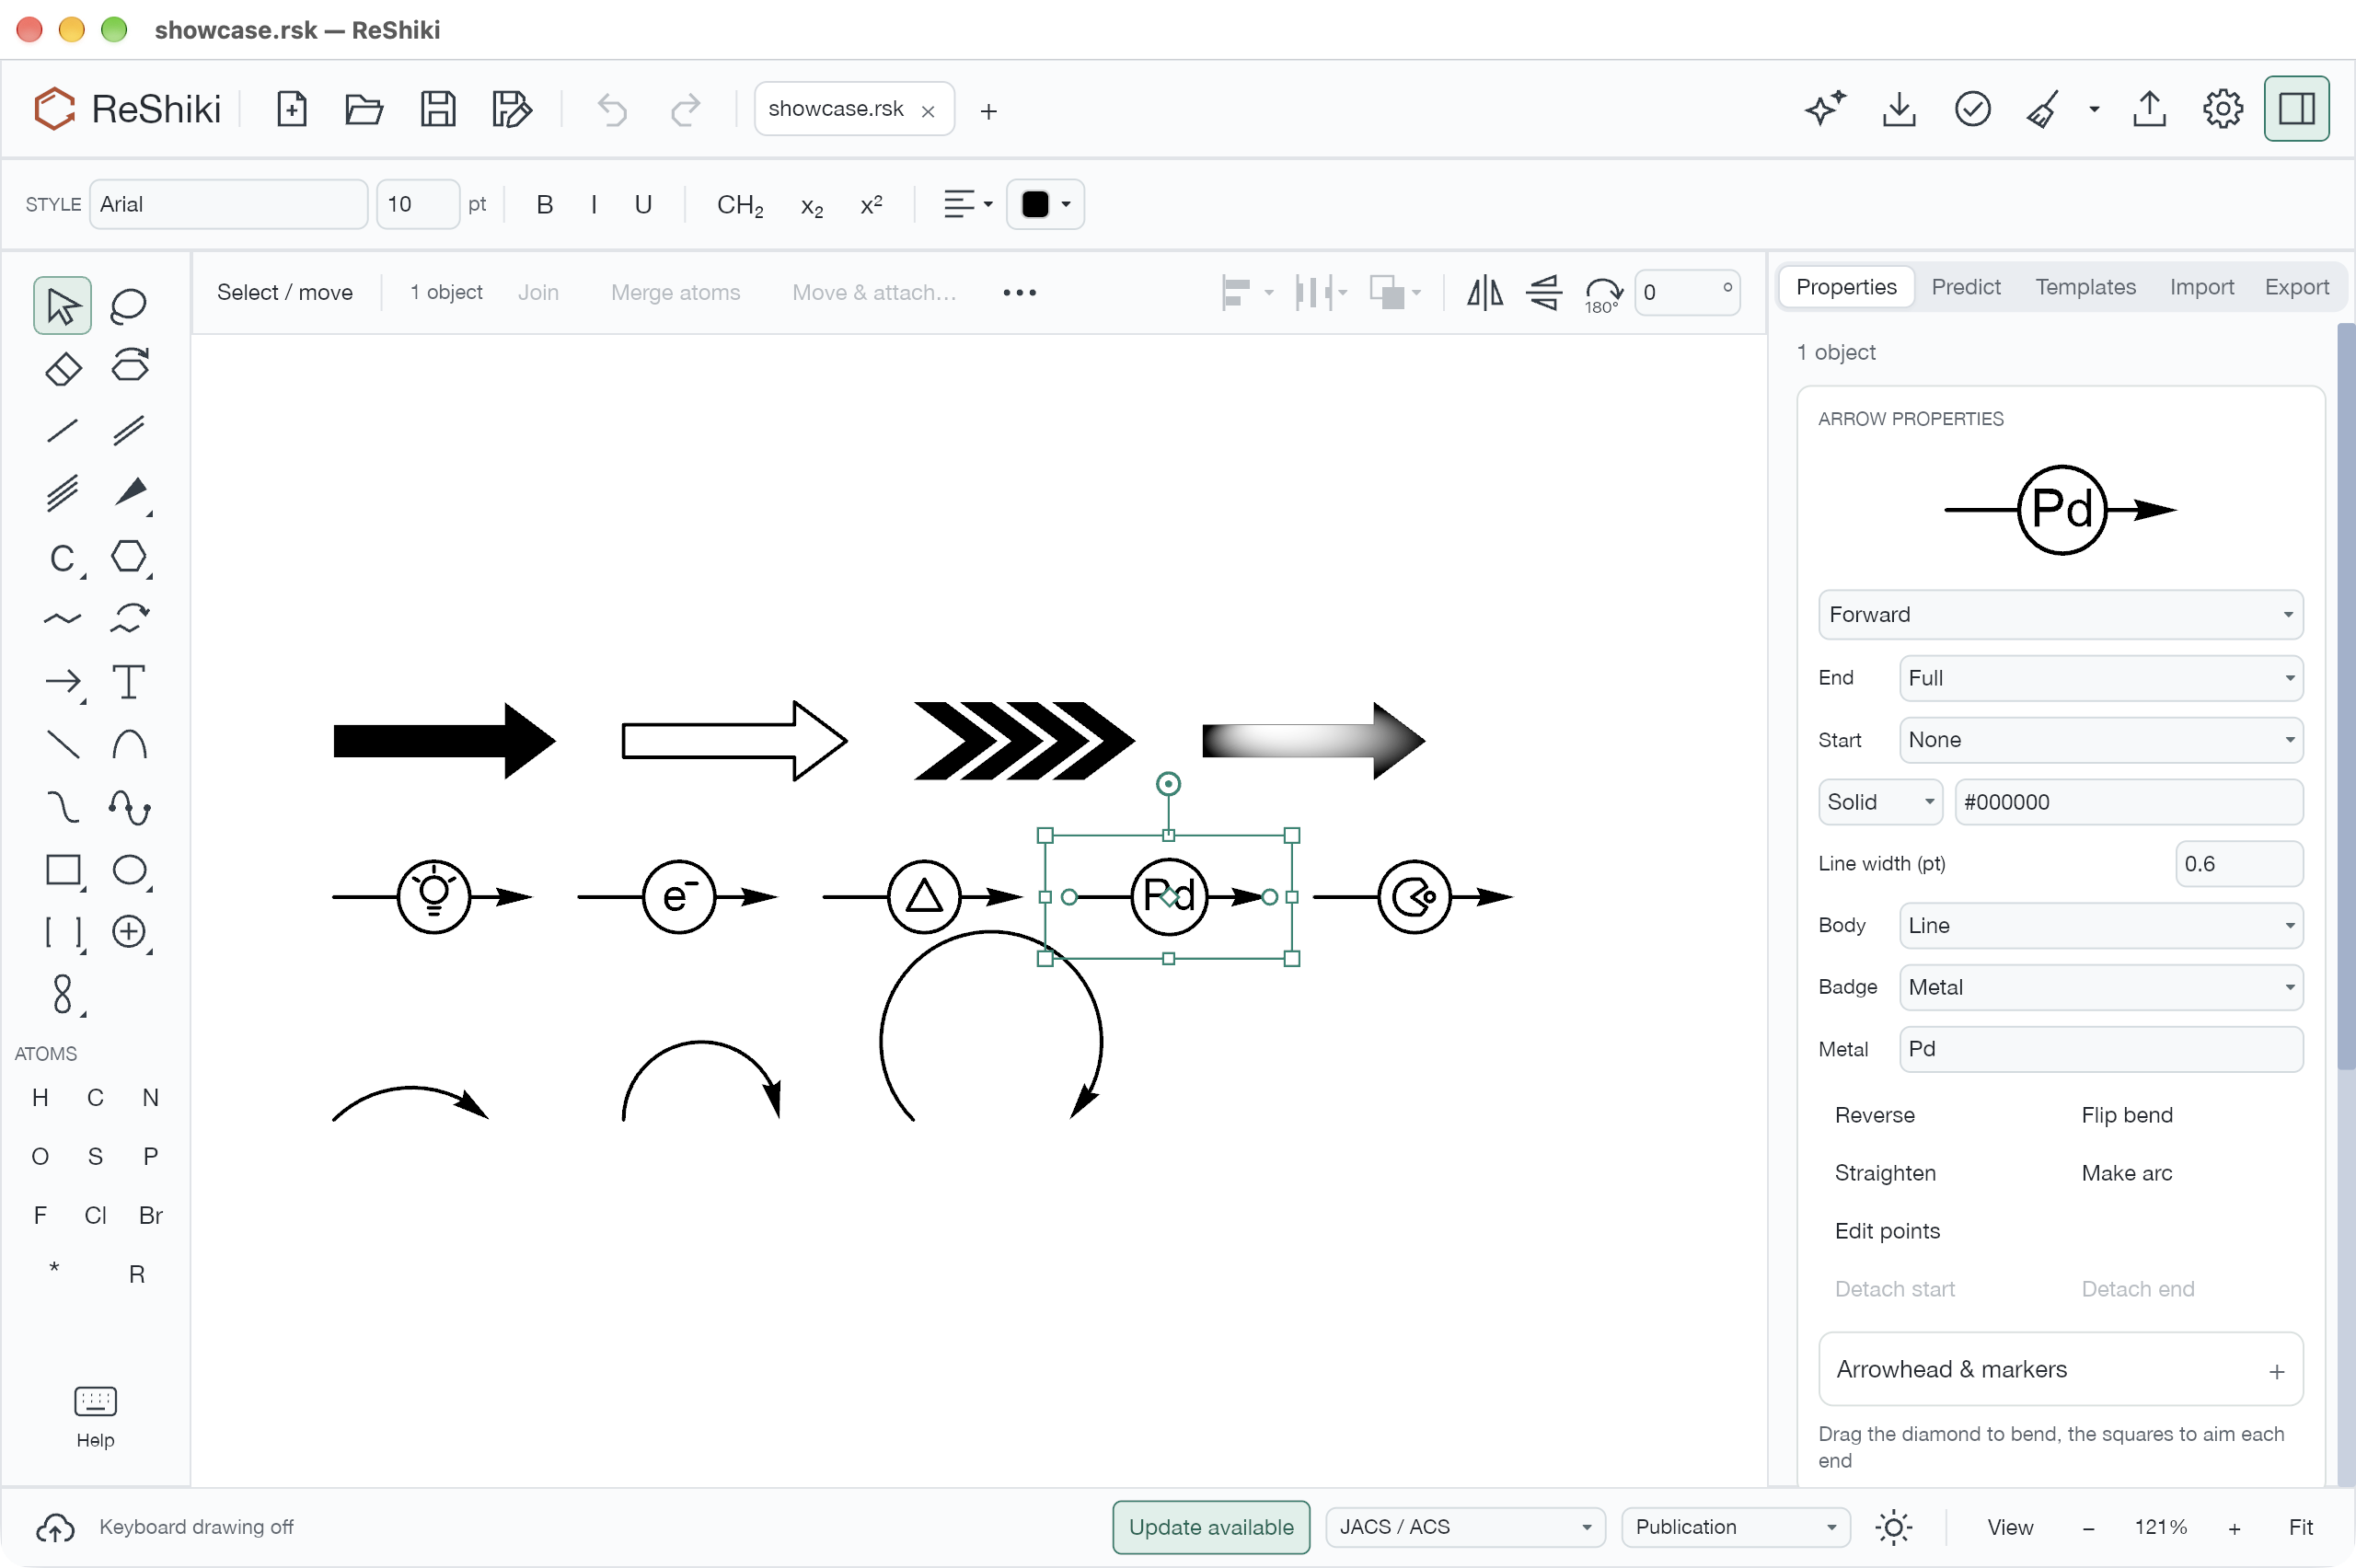 showcase.rsk — ReShiki
ReShiki
showcase.rsk × +
STYLE Arial 10 pt B I U CH₂ x₂ x²
Select / move 1 object Join Merge atoms Move & attach... ••• 180° 0 °
Properties Predict Templates Import Export
1 object
ARROW PROPERTIES
Pd
Forward
End Full
Start None
Solid #000000
Line width (pt) 0.6
Body Line
Badge Metal
Metal Pd
Reverse Flip bend
Straighten Make arc
Edit points
Detach start Detach end
Arrowhead & markers +
Drag the diamond to bend, the squares to aim each
end
C
T
[ ]
ATOMS
H C N
O S P
F Cl Br
* R
Help
e⁻ Pd
Keyboard drawing off Update available JACS / ACS Publication View − 121% + Fit